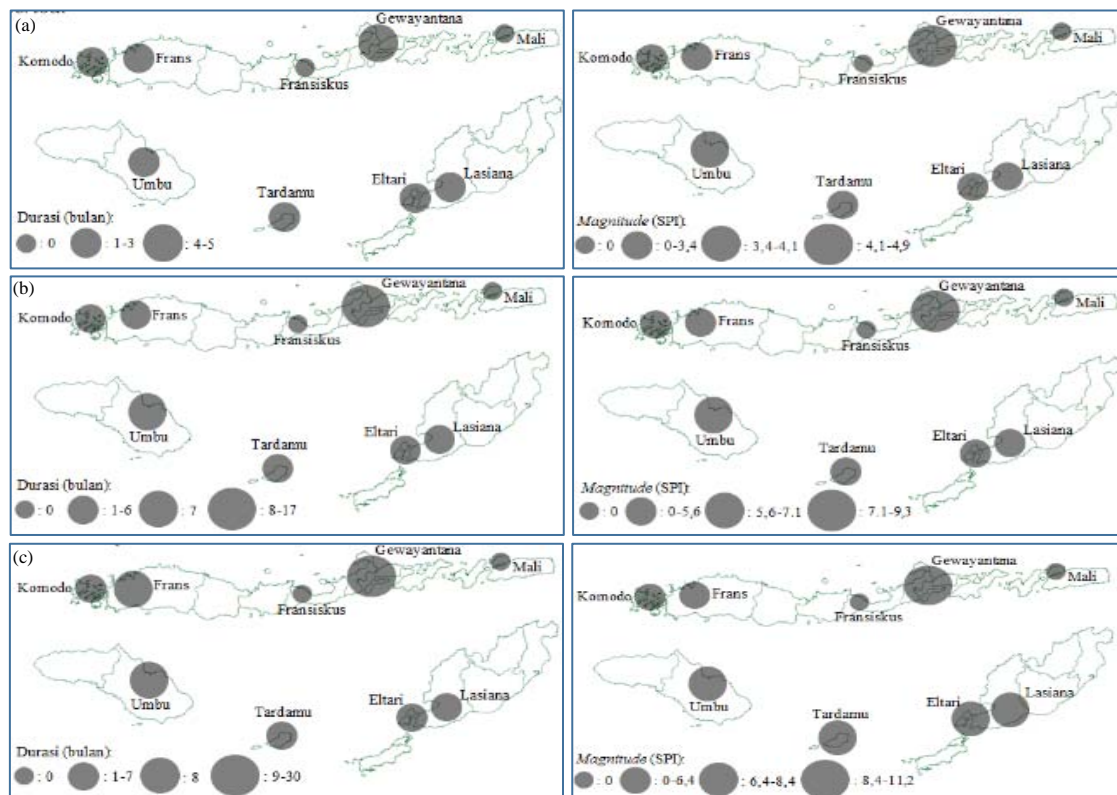 (a)
Gewayantana
Mali
Komodo
Frans
Fransiskus
Umbu
Tardamu
Eltari
Lasiana
Durasi (bulan):
: 0 : 1-3 : 4-5
Gewayantana
Mali
Komodo
Frans
Fransiskus
Umbu
Tardamu
Eltari
Lasiana
Magnitude (SPI):
: 0 : 0-3,4 : 3,4-4,1 : 4,1-4,9
(b)
Gewayantana
Mali
Komodo
Frans
Fransiskus
Umbu
Tardamu
Eltari
Lasiana
Durasi (bulan):
: 0 : 1-6 : 7 : 8-17
Gewayantana
Mali
Komodo
Frans
Fransiskus
Umbu
Tardamu
Eltari
Lasiana
Magnitude (SPI):
: 0 : 0-5,6 : 5,6-7.1 : 7.1-9,3
(c)
Gewayantana
Mali
Komodo
Frans
Fransiskus
Umbu
Tardamu
Eltari
Lasiana
Durasi (bulan):
: 0 : 1-7 : 8 : 9-30
Gewayantana
Mali
Komodo
Frans
Fransiskus
Umbu
Tardamu
Eltari
Lasiana
Magnitude (SPI):
: 0 : 0-6,4 : 6,4-8,4 : 8,4-11,2